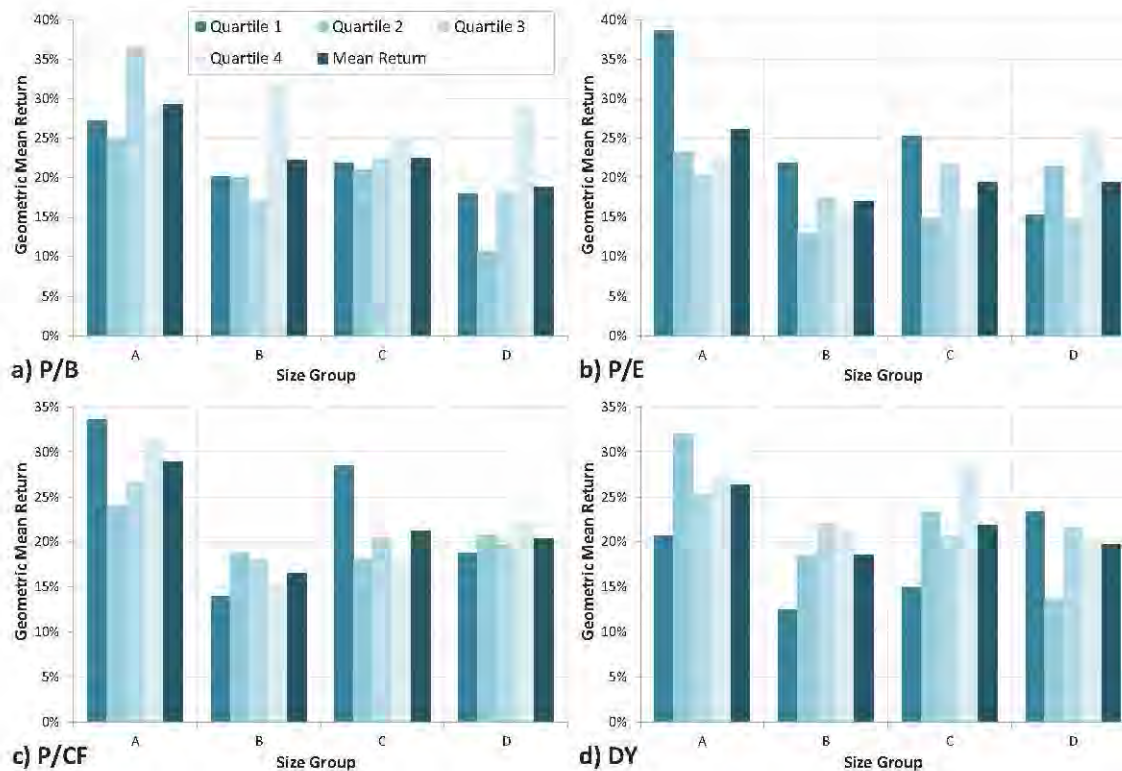 40%
35%
30%
25%
20%
15%
10%
5%
0%
Geometric Mean Return
Quartile 1
Quartile 2
Quartile 3
Quartile 4
Mean Return
A
B
C
D
a) P/B
Size Group
40%
35%
30%
25%
20%
15%
10%
5%
0%
Geometric Mean Return
A
B
C
D
b) P/E
Size Group
35%
30%
25%
20%
15%
10%
5%
0%
Geometric Mean Return
A
B
C
D
c) P/CF
Size Group
35%
30%
25%
20%
15%
10%
5%
0%
Geometric Mean Return
A
B
C
D
d) DY
Size Group